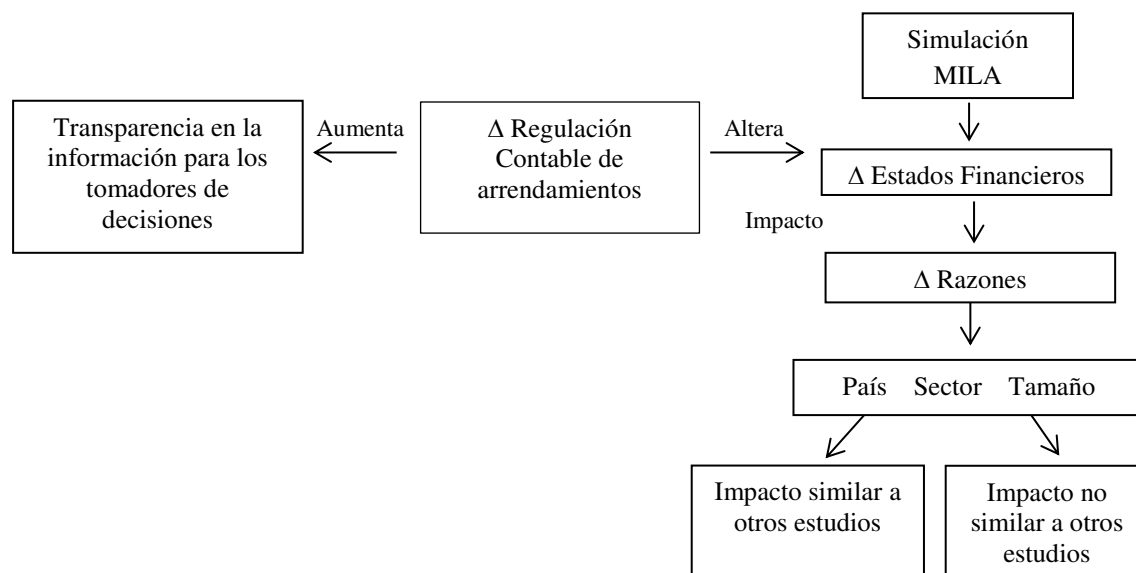 Simulación
MILA
Transparencia en la
información para los
tomadores de
decisiones
Aumenta
Δ Regulación
Contable de
arrendamientos
Altera
Δ Estados Financieros
Impacto
Δ Razones
País Sector Tamaño
Impacto similar a
otros estudios
Impacto no
similar a otros
estudios